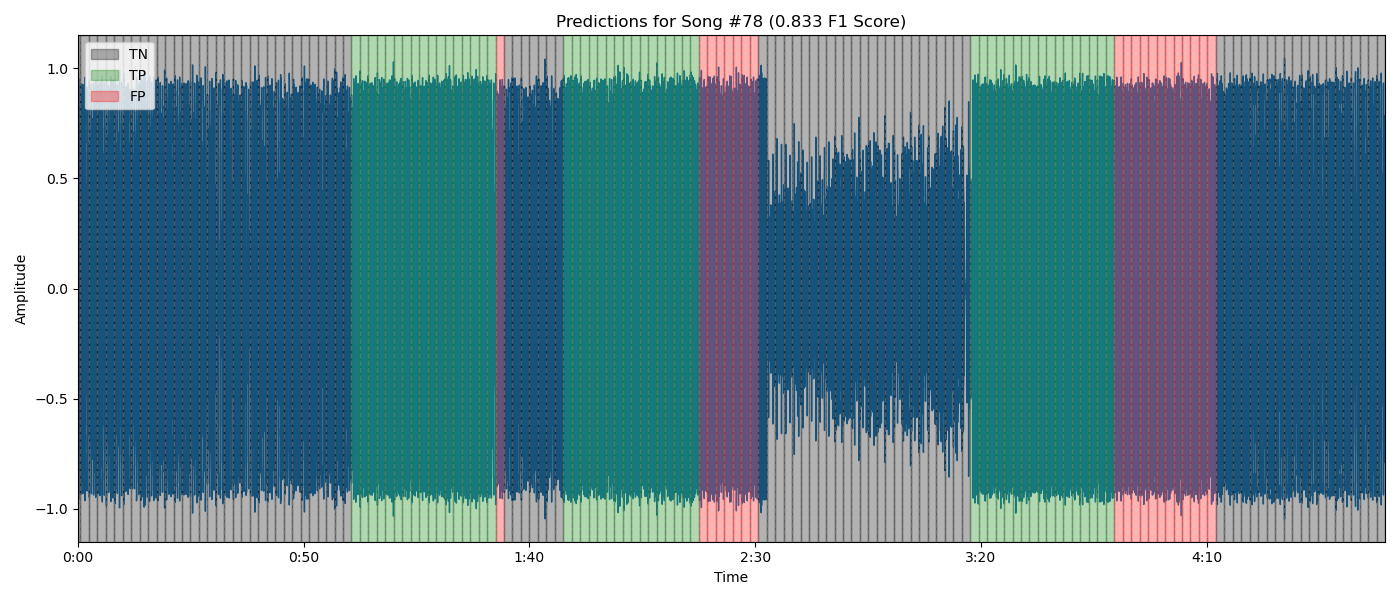 Predictions for Song #78 (0.833 F1 Score)
TN
TP
FP
1.0
0.5
0.0
−0.5
−1.0
Amplitude
0:00 0:50 1:40 2:30 3:20 4:10
Time